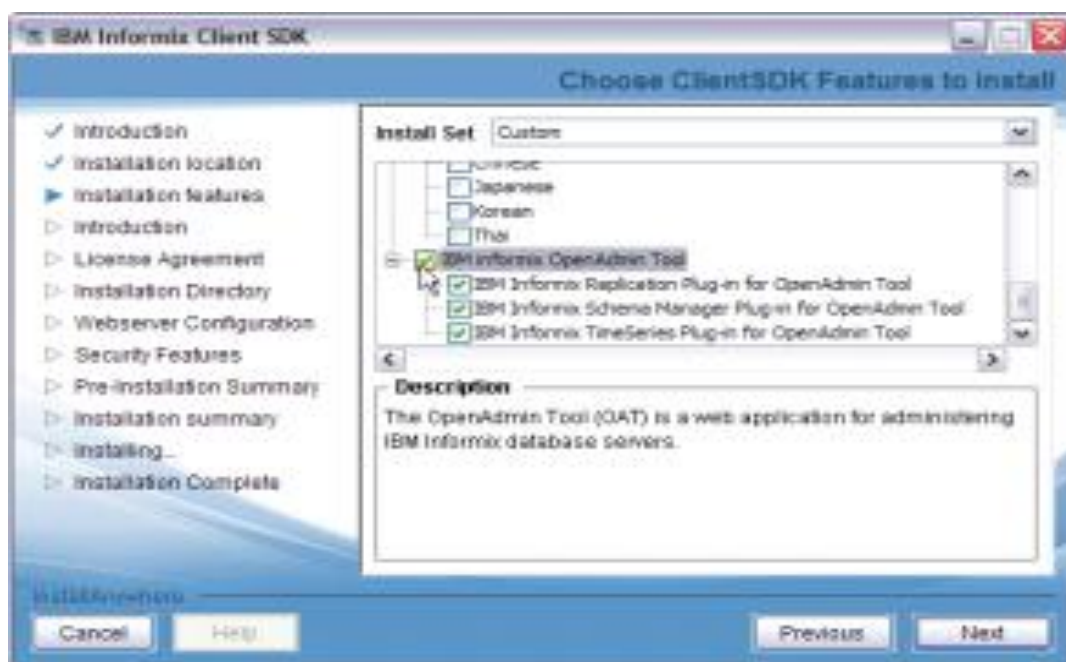 IBM Informix Client SDK
Choose ClientSDK Features to Install
Introduction
Installation location
Installation features
Introduction
License Agreement
Installation Directory
Webserver Configuration
Security Features
Pre-Installation Summary
Installation summary
Installing...
Installation Complete
Install Set Custom
Chinese
Japanese
Korean
Thai
IBM Informix OpenAdmin Tool
IBM Informix Replication Plug-in for OpenAdmin Tool
IBM Informix Schema Manager Plug-in for OpenAdmin Tool
IBM Informix TimeSeries Plug-in for OpenAdmin Tool
Description
The OpenAdmin Tool (OAT) is a web application for administering
IBM Informix database servers.
InstallAnywhere
Cancel Help Previous Next